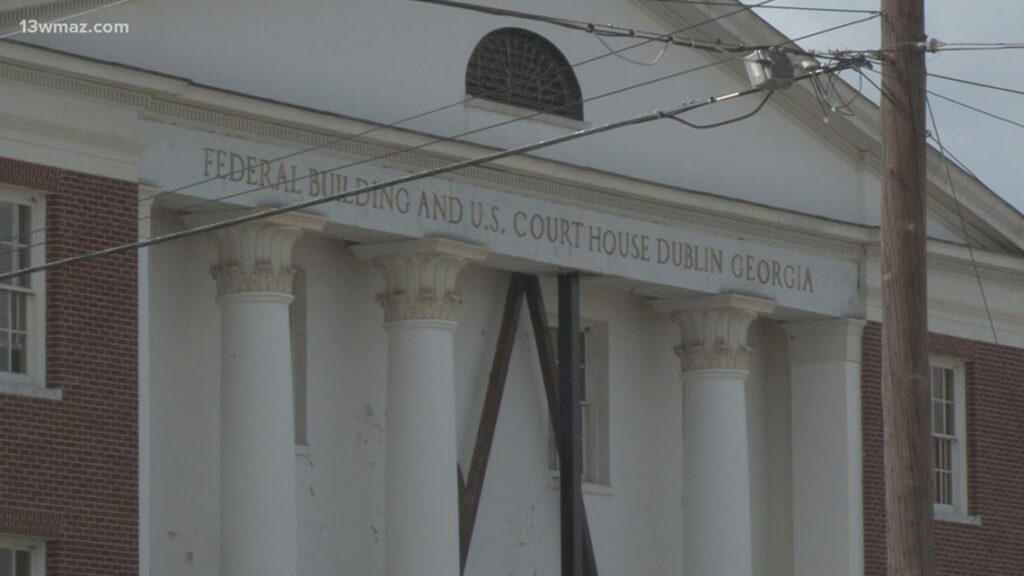 13wmaz.com
FEDERAL BUILDING AND U.S. COURT HOUSE DUBLIN GEORGIA